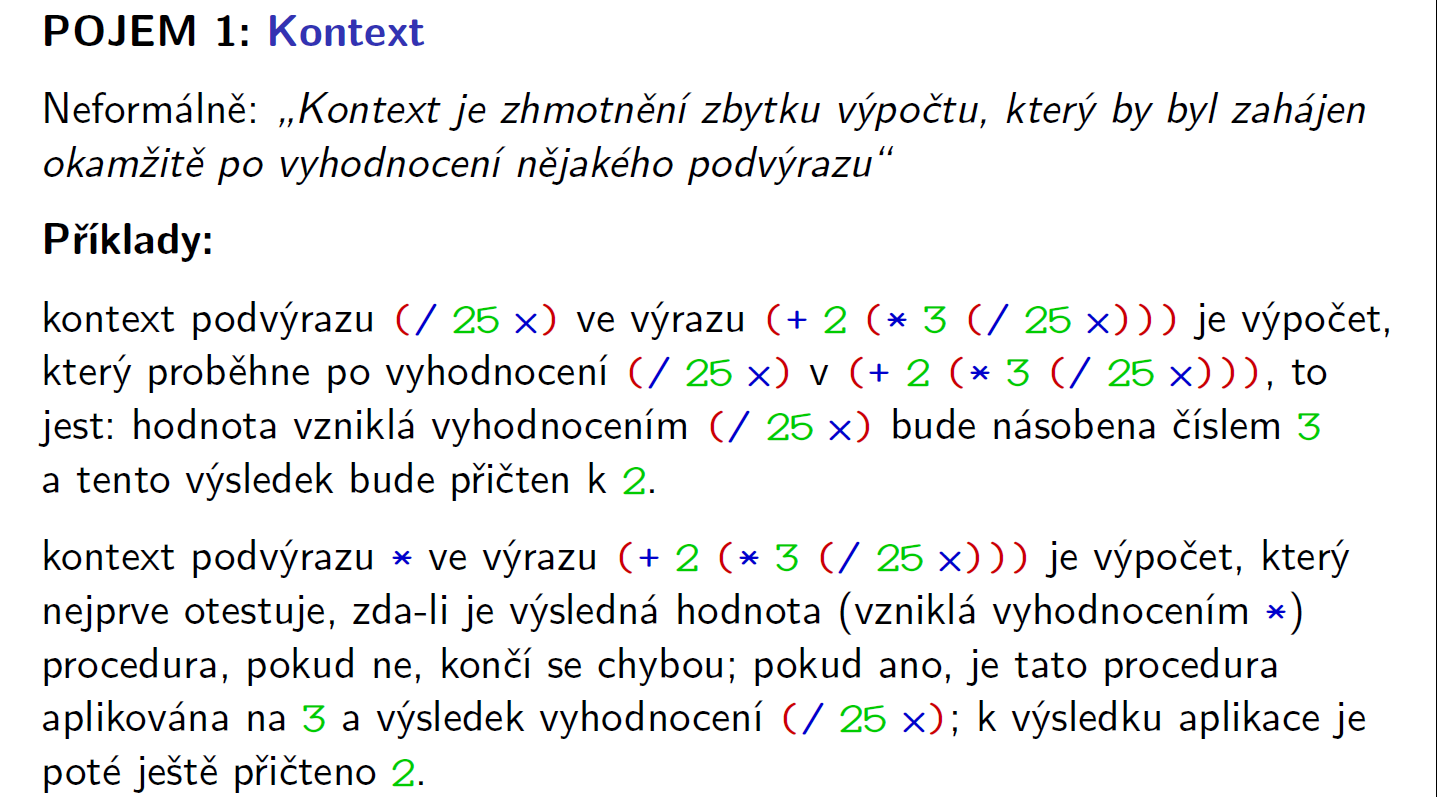 POJEM 1: Kontext
Neformálně: „Kontext je zhmotnění zbytku výpočtu, který by byl zahájen
okamžitě po vyhodnocení nějakého podvýrazu“
Příklady:
kontext podvýrazu (/ 25 x) ve výrazu (+ 2 (* 3 (/ 25 x))) je výpočet,
který proběhne po vyhodnocení (/ 25 x) v (+ 2 (* 3 (/ 25 x))), to
jest: hodnota vzniklá vyhodnocením (/ 25 x) bude násobena číslem 3
a tento výsledek bude přičten k 2.
kontext podvýrazu * ve výrazu (+ 2 (* 3 (/ 25 x))) je výpočet, který
nejprve otestuje, zda-li je výsledná hodnota (vzniklá vyhodnocením *)
procedura, pokud ne, končí se chybou; pokud ano, je tato procedura
aplikována na 3 a výsledek vyhodnocení (/ 25 x); k výsledku aplikace je
poté ještě přičteno 2.